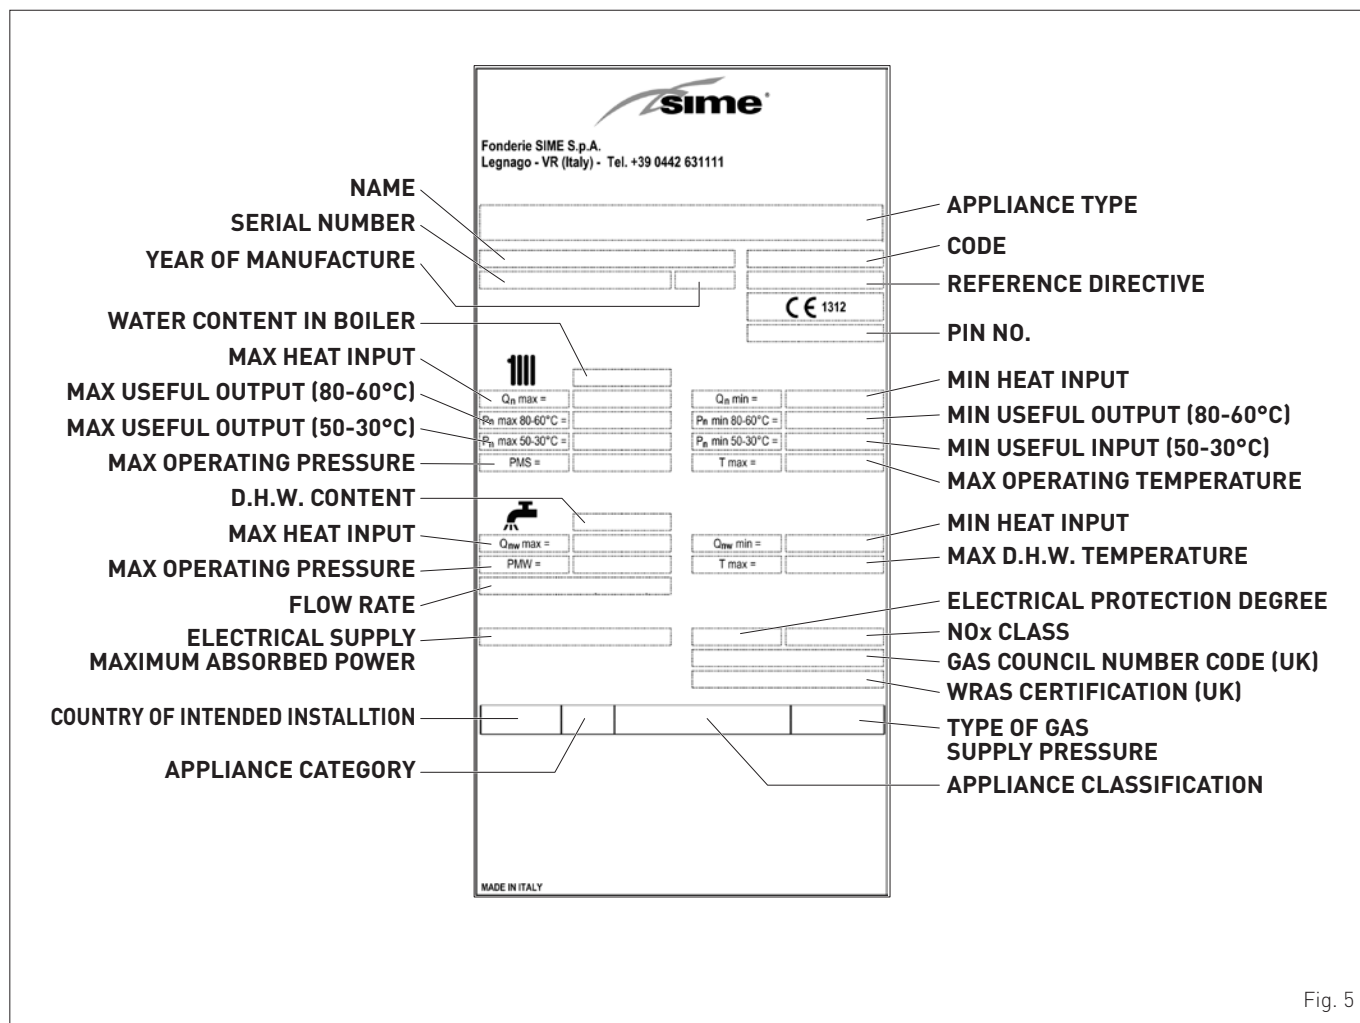 sime®
Fonderie SIME S.p.A.
Legnago - VR (Italy) - Tel. +39 0442 631111
NAME
SERIAL NUMBER
YEAR OF MANUFACTURE
WATER CONTENT IN BOILER
MAX HEAT INPUT
MAX USEFUL OUTPUT (80-60°C)
MAX USEFUL OUTPUT (50-30°C)
MAX OPERATING PRESSURE
D.H.W. CONTENT
MAX HEAT INPUT
MAX OPERATING PRESSURE
FLOW RATE
ELECTRICAL SUPPLY
MAXIMUM ABSORBED POWER
COUNTRY OF INTENDED INSTALLTION
APPLIANCE CATEGORY
CE 1312
Qn max =
Pn max 80-60°C =
Pn max 50-30°C =
PMS =
Qn min =
Pn min 80-60°C =
Pn min 50-30°C =
T max =
Qnw max =
PMW =
Qnw min =
T max =
MADE IN ITALY
APPLIANCE TYPE
CODE
REFERENCE DIRECTIVE
PIN NO.
MIN HEAT INPUT
MIN USEFUL OUTPUT (80-60°C)
MIN USEFUL INPUT (50-30°C)
MAX OPERATING TEMPERATURE
MIN HEAT INPUT
MAX D.H.W. TEMPERATURE
ELECTRICAL PROTECTION DEGREE
NOx CLASS
GAS COUNCIL NUMBER CODE (UK)
WRAS CERTIFICATION (UK)
TYPE OF GAS
SUPPLY PRESSURE
APPLIANCE CLASSIFICATION
Fig. 5